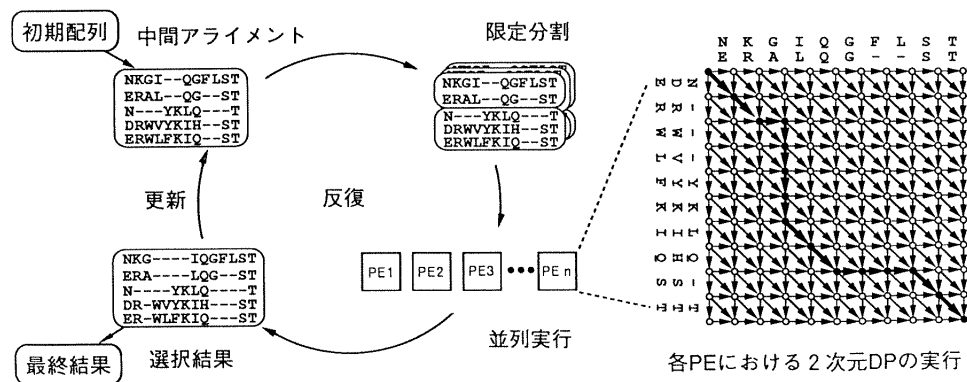 初期配列
中間アライメント
NKGI--QGFLST
ERAL--QG--ST
N---YKLQ---T
DRWVYKIH--ST
ERWLFKIQ--ST
限定分割
NKGI--QGFLST
ERAL--QG--ST
N---YKLQ---T
DRWVYKIH--ST
ERWLFKIQ--ST
更新
反復
NKG----IQGFLST
ERA----LQG--ST
N----YKLQ----T
DR-WVYKIH---ST
ER-WLFKIQ---ST
選択結果
最終結果
PE1
PE2
PE3
PE n
並列実行
N K G I Q G F L S T
E R A L Q G - - S T
N - - - Y K L Q - T
D R W V Y K I H S T
E R W L F K I Q S T
各PEにおける2次元DPの実行